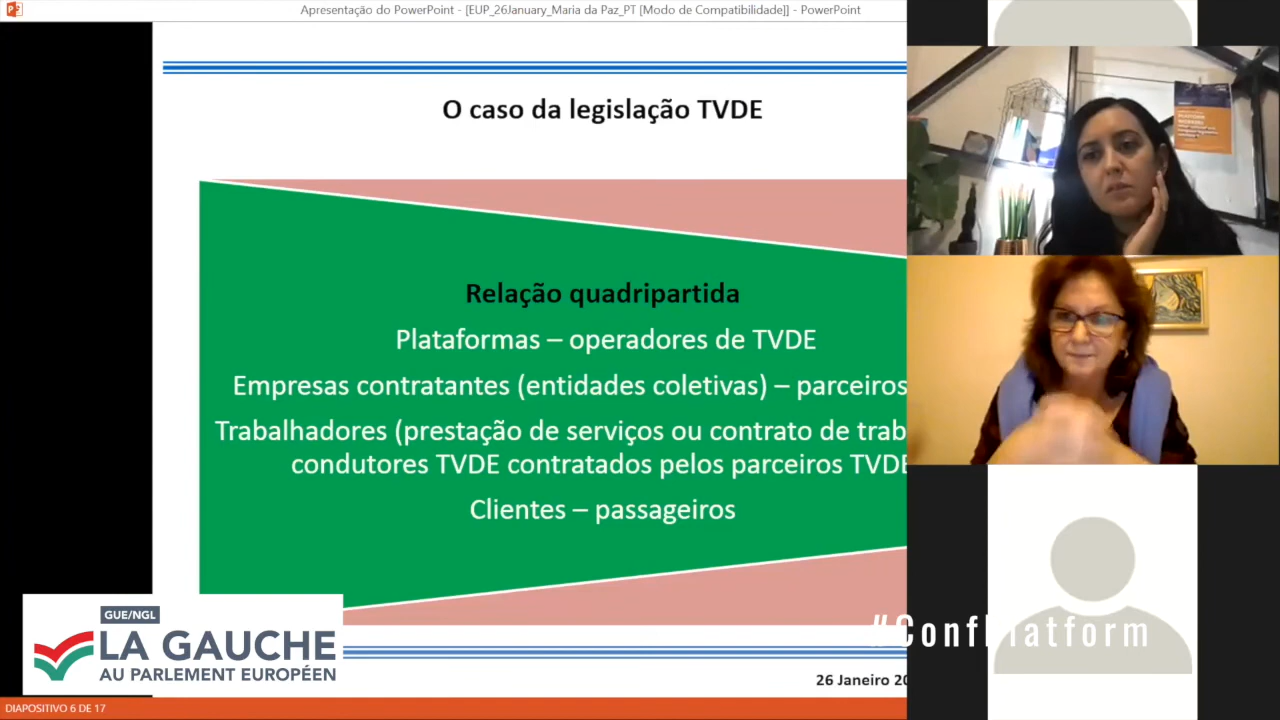 Apresentação do PowerPoint - [EUP_26January_Maria da Paz_PT [Modo de Compatibilidade]] - PowerPoint
O caso da legislação TVDE
Relação quadripartida
Plataformas – operadores de TVDE
Empresas contratantes (entidades coletivas) – parceiros
Trabalhadores (prestação de serviços ou contrato de trab
condutores TVDE contratados pelos parceiros TVDE
Clientes – passageiros
GUE/NGL
LA GAUCHE
AU PARLEMENT EUROPÉEN
26 Janeiro 20
DIAPOSITIVO 6 DE 17
PLATFORM
WORKERS